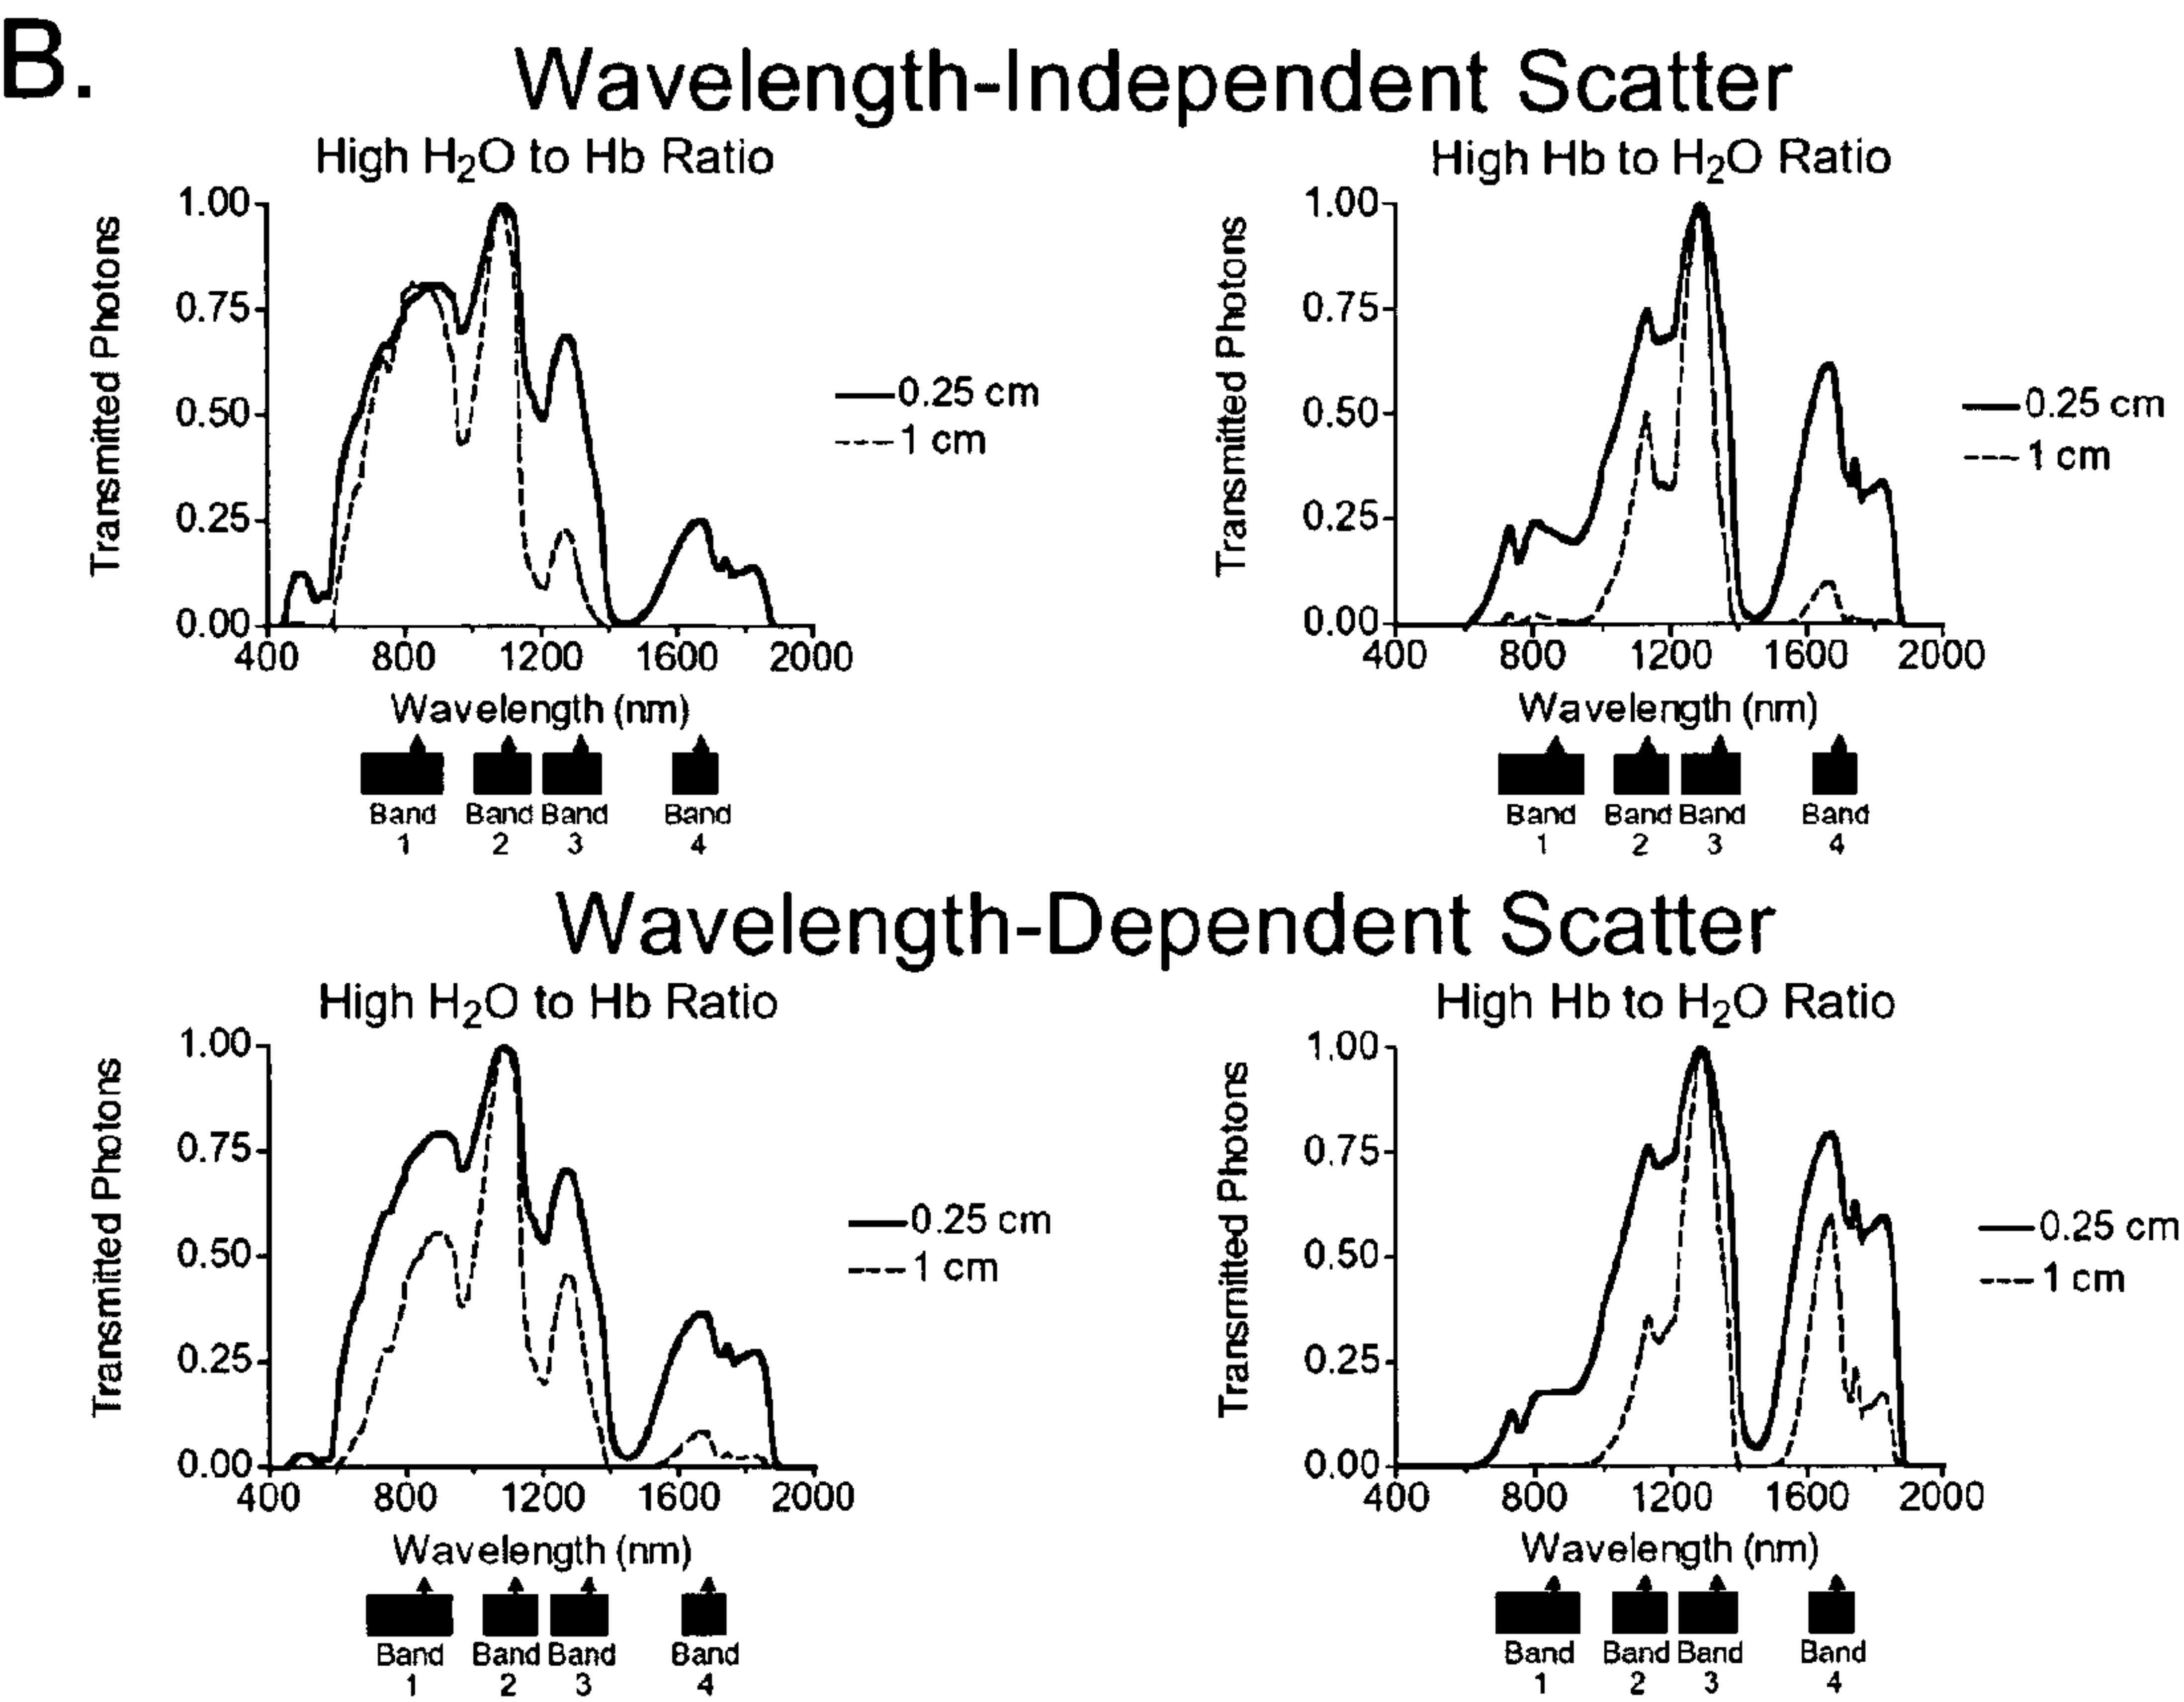 B.
Wavelength-Independent Scatter
High H₂O to Hb Ratio
Transmitted Photons
1.00
0.75
0.50
0.25
0.00
400 800 1200 1600 2000
Wavelength (nm)
0.25 cm
1 cm
Band 1
Band 2
Band 3
Band 4
High Hb to H₂O Ratio
Transmitted Photons
1.00
0.75
0.50
0.25
0.00
400 800 1200 1600 2000
Wavelength (nm)
0.25 cm
1 cm
Band 1
Band 2
Band 3
Band 4
Wavelength-Dependent Scatter
High H₂O to Hb Ratio
Transmitted Photons
1.00
0.75
0.50
0.25
0.00
400 800 1200 1600 2000
Wavelength (nm)
0.25 cm
1 cm
Band 1
Band 2
Band 3
Band 4
High Hb to H₂O Ratio
Transmitted Photons
1.00
0.75
0.50
0.25
0.00
400 800 1200 1600 2000
Wavelength (nm)
0.25 cm
1 cm
Band 1
Band 2
Band 3
Band 4